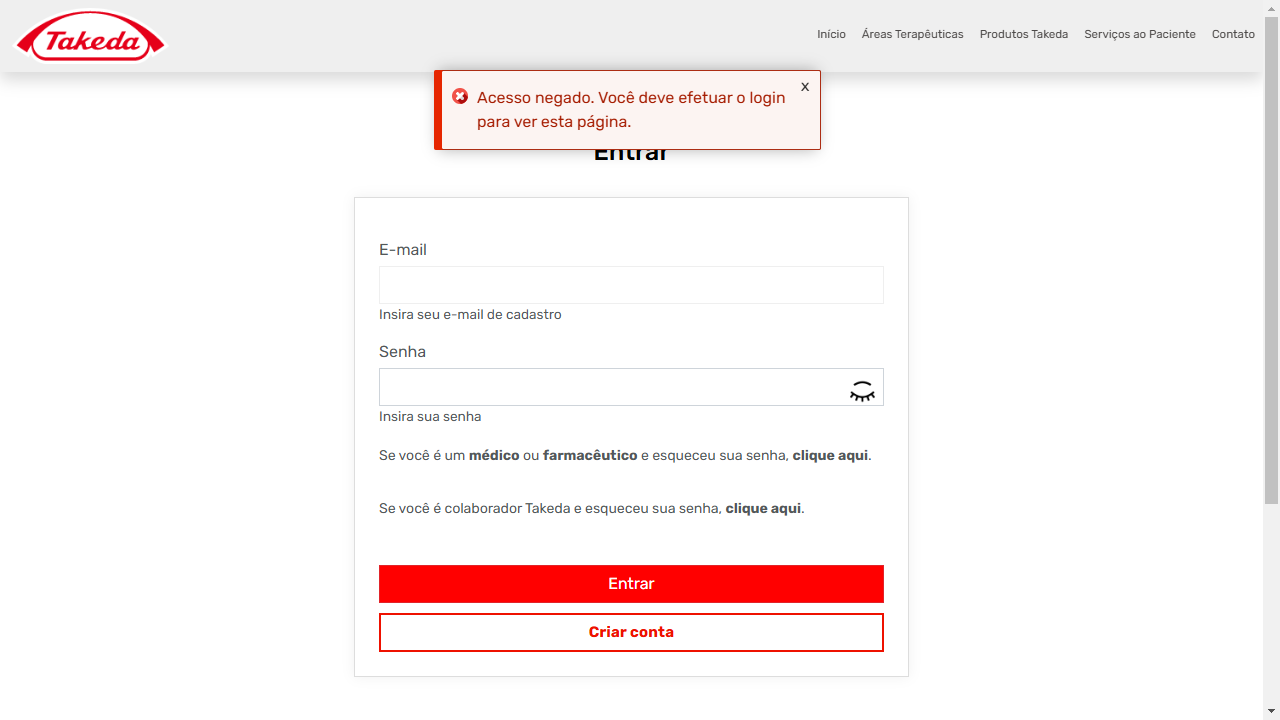 Takeda
Início Áreas Terapêuticas Produtos Takeda Serviços ao Paciente Contato
Acesso negado. Você deve efetuar o login
para ver esta página.
x
Entrar
E-mail
Insira seu e-mail de cadastro
Senha
Insira sua senha
Se você é um médico ou farmacêutico e esqueceu sua senha, clique aqui.
Se você é colaborador Takeda e esqueceu sua senha, clique aqui.
Entrar
Criar conta